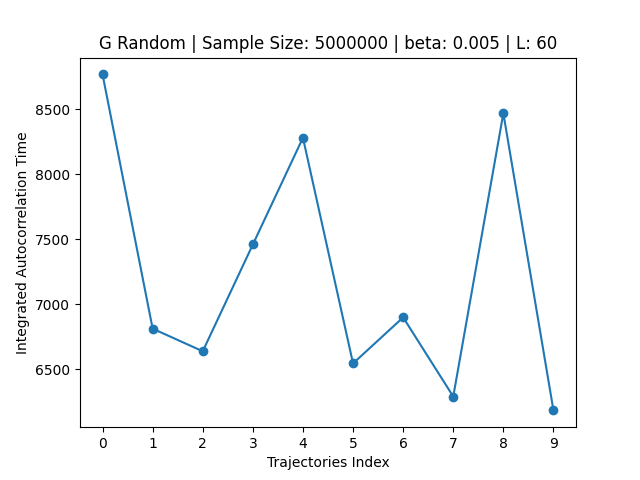 G Random | Sample Size: 5000000 | beta: 0.005 | L: 60
Integrated Autocorrelation Time
8500
8000
7500
7000
6500
0 1 2 3 4 5 6 7 8 9
Trajectories Index